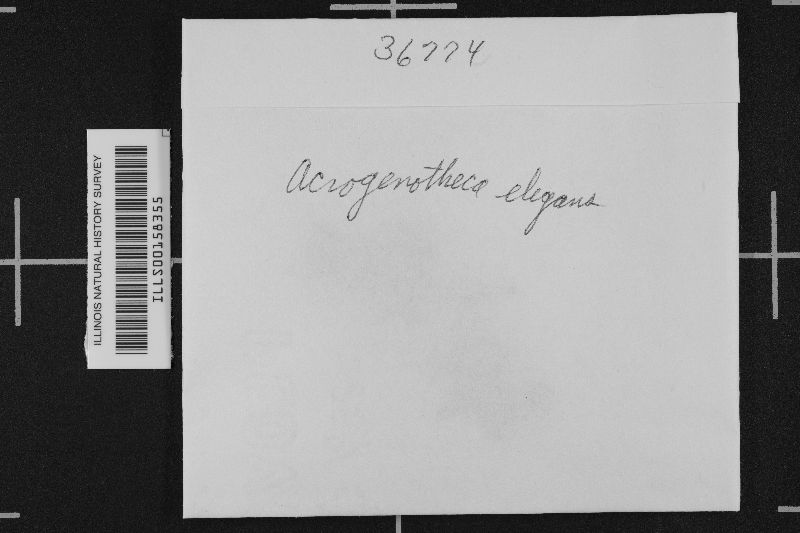 36774
Acrogenotheca elegans
ILLINOIS NATURAL HISTORY SURVEY
ILLS00158355